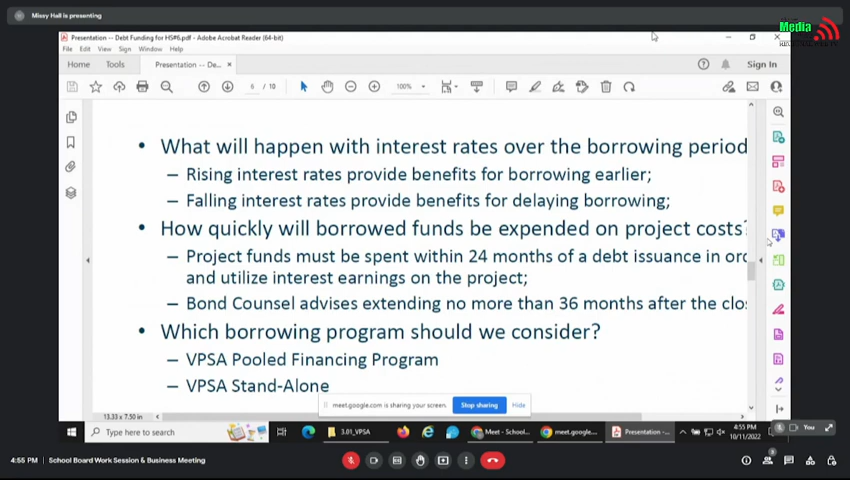 Missy Hall is presenting
Media
Presentation -- Debt Funding for HS#6.pdf - Adobe Acrobat Reader (64-bit)
File Edit View Sign Window Help
Home Tools Presentation -- De... × Sign In
6 / 10 100%
• What will happen with interest rates over the borrowing period
– Rising interest rates provide benefits for borrowing earlier;
– Falling interest rates provide benefits for delaying borrowing;
• How quickly will borrowed funds be expended on project costs?
– Project funds must be spent within 24 months of a debt issuance in ord
and utilize interest earnings on the project;
– Bond Counsel advises extending no more than 36 months after the clos
• Which borrowing program should we consider?
– VPSA Pooled Financing Program
– VPSA Stand-Alone
meet.google.com is sharing your screen. Stop sharing Hide
13.33 x 7.50 in
Type here to search 3.01_VPSA Meet - School... meet.google... Presentation -... 4:55 PM
10/11/2022
You
4:55 PM School Board Work Session & Business Meeting